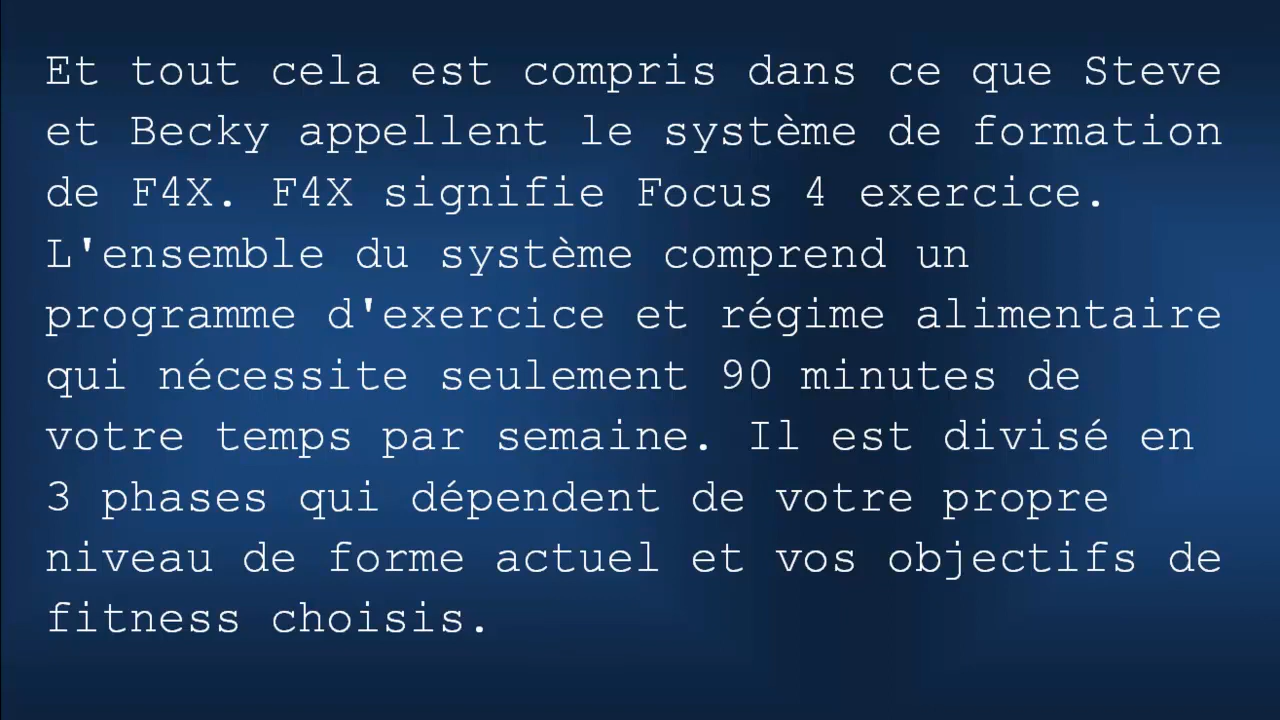 Et tout cela est compris dans ce que Steve
et Becky appellent le système de formation
de F4X. F4X signifie Focus 4 exercice.
L'ensemble du système comprend un
programme d'exercice et régime alimentaire
qui nécessite seulement 90 minutes de
votre temps par semaine. Il est divisé en
3 phases qui dépendent de votre propre
niveau de forme actuel et vos objectifs de
fitness choisis.